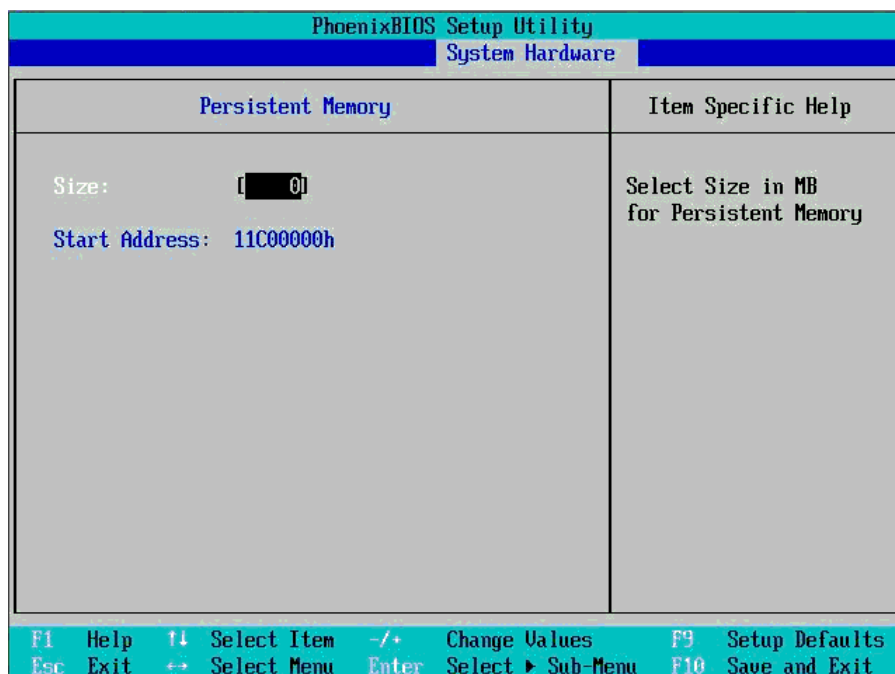 PhoenixBIOS Setup Utility
System Hardware
Persistent Memory
Item Specific Help
Size: [ 0]
Select Size in MB
for Persistent Memory
Start Address: 11C00000h
F1 Help ↑↓ Select Item -/+ Change Values F9 Setup Defaults
Esc Exit ↔ Select Menu Enter Select ▶ Sub-Menu F10 Save and Exit